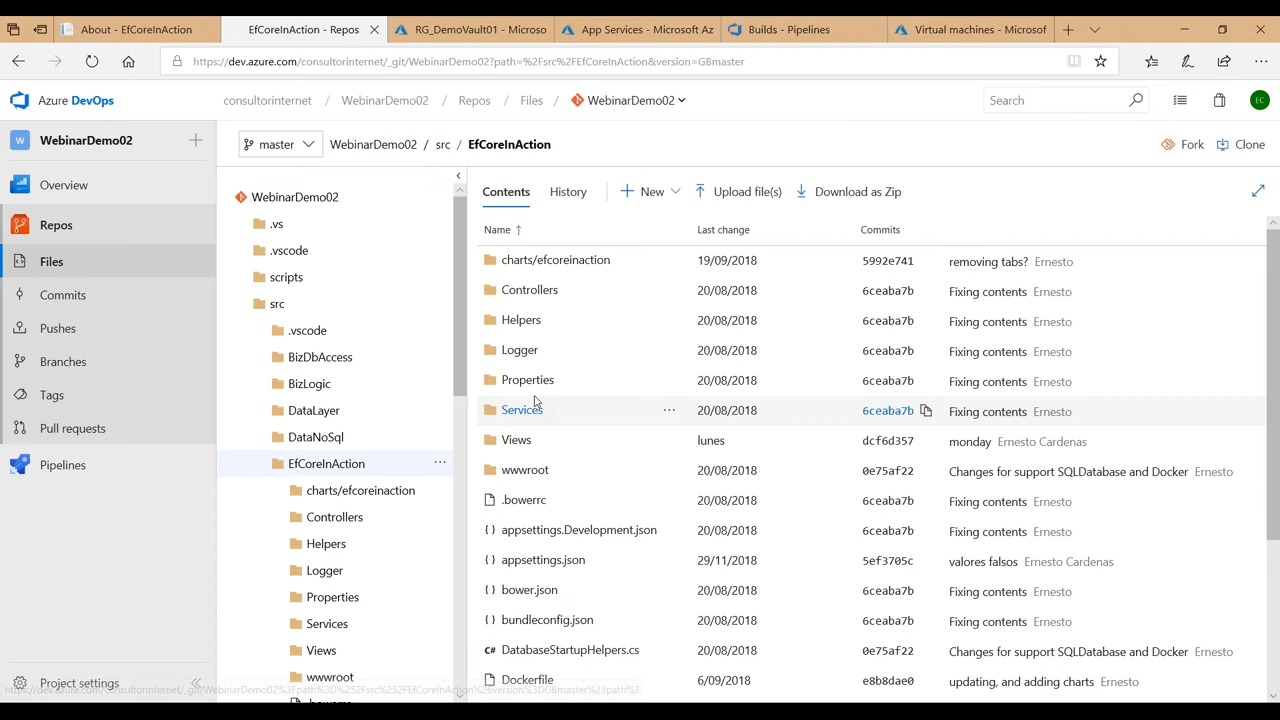 About - EfCoreInAction
EfCoreInAction - Repos
RG_DemoVault01 - Microso
App Services - Microsoft Az
Builds - Pipelines
Virtual machines - Microsof
https://dev.azure.com/consultorinternet/_git/WebinarDemo02?path=%2Fsrc%2FEfCoreInAction&version=GBmaster
Azure DevOps
consultorinternet / WebinarDemo02 / Repos / Files / WebinarDemo02
Search
EC
W WebinarDemo02
master
WebinarDemo02 / src / EfCoreInAction
Fork
Clone
Overview
Repos
Files
Commits
Pushes
Branches
Tags
Pull requests
Pipelines
Project settings
WebinarDemo02
.vs
.vscode
scripts
src
.vscode
BizDbAccess
BizLogic
DataLayer
DataNoSql
EfCoreInAction
charts/efcoreinaction
Controllers
Helpers
Logger
Properties
Services
Views
wwwroot
.bowerrc
Contents History New Upload file(s) Download as Zip
Name ↑ Last change Commits
charts/efcoreinaction 19/09/2018 5992e741 removing tabs? Ernesto
Controllers 20/08/2018 6ceaba7b Fixing contents Ernesto
Helpers 20/08/2018 6ceaba7b Fixing contents Ernesto
Logger 20/08/2018 6ceaba7b Fixing contents Ernesto
Properties 20/08/2018 6ceaba7b Fixing contents Ernesto
Services 20/08/2018 6ceaba7b Fixing contents Ernesto
Views lunes dcf6d357 monday Ernesto Cardenas
wwwroot 20/08/2018 0e75af22 Changes for support SQLDatabase and Docker Ernesto
.bowerrc 20/08/2018 6ceaba7b Fixing contents Ernesto
appsettings.Development.json 20/08/2018 6ceaba7b Fixing contents Ernesto
appsettings.json 29/11/2018 5ef3705c valores falsos Ernesto Cardenas
bower.json 20/08/2018 6ceaba7b Fixing contents Ernesto
bundleconfig.json 20/08/2018 6ceaba7b Fixing contents Ernesto
C# DatabaseStartupHelpers.cs 20/08/2018 0e75af22 Changes for support SQLDatabase and Docker Ernesto
Dockerfile 6/09/2018 e8b8dae0 updating, and adding charts Ernesto